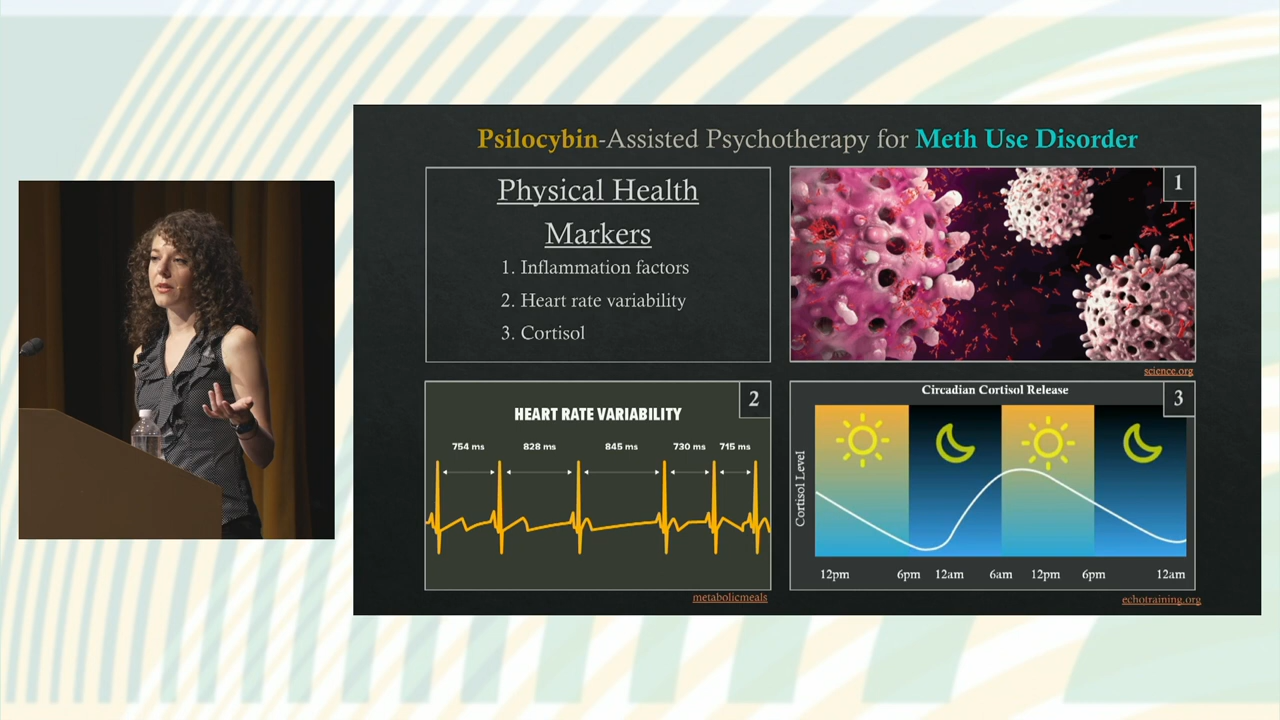 Psilocybin-Assisted Psychotherapy for Meth Use Disorder
Physical Health
Markers
1. Inflammation factors
2. Heart rate variability
3. Cortisol
1
science.org
2
HEART RATE VARIABILITY
754 ms 828 ms 845 ms 730 ms 715 ms
metabolicmeals
3
Circadian Cortisol Release
Cortisol Level
12pm 6pm 12am 6am 12pm 6pm 12am
echotraining.org